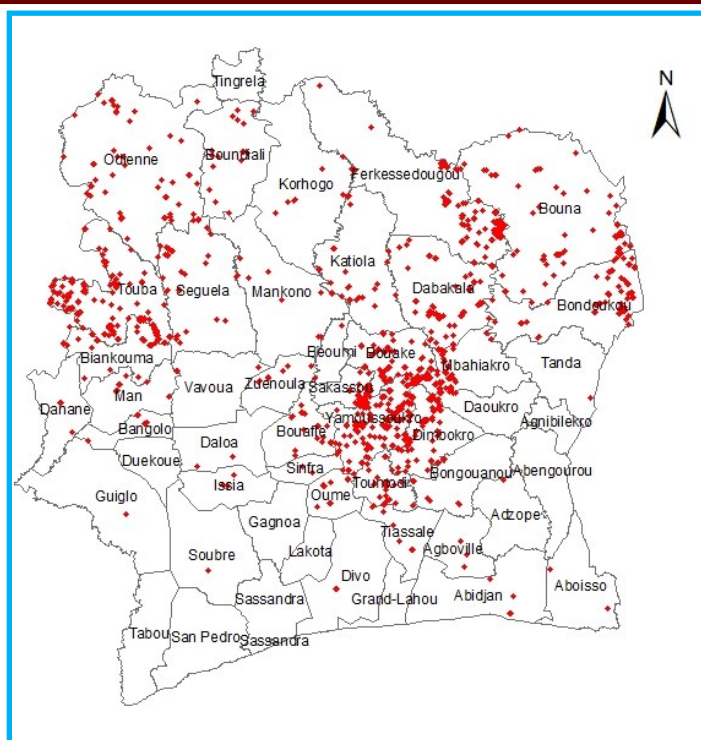 N
Tingrela
Odienne
Boundiali
Korhogo
Ferkessedougou
Bouna
Katiola
Touba
Seguela
Mankono
Dabakala
Bondoukou
Biankouma
Beoumi
Bouake
Mbahiakro
Tanda
Man
Vavoua
Zuenoula
Sakassou
Danane
Yamoussoukro
Daoukro
Agnibilekro
Bangolo
Daloa
Bouafle
Dimbokro
Duekoue
Sinfra
Bongouanou
Abengourou
Guiglo
Issia
Oume
Toumodi
Gagnoa
Adzope
Tiassale
Soubre
Lakota
Agboville
Divo
Aboisso
Sassandra
Grand-Lahou
Abidjan
Tabou
San Pedro
Sassandra